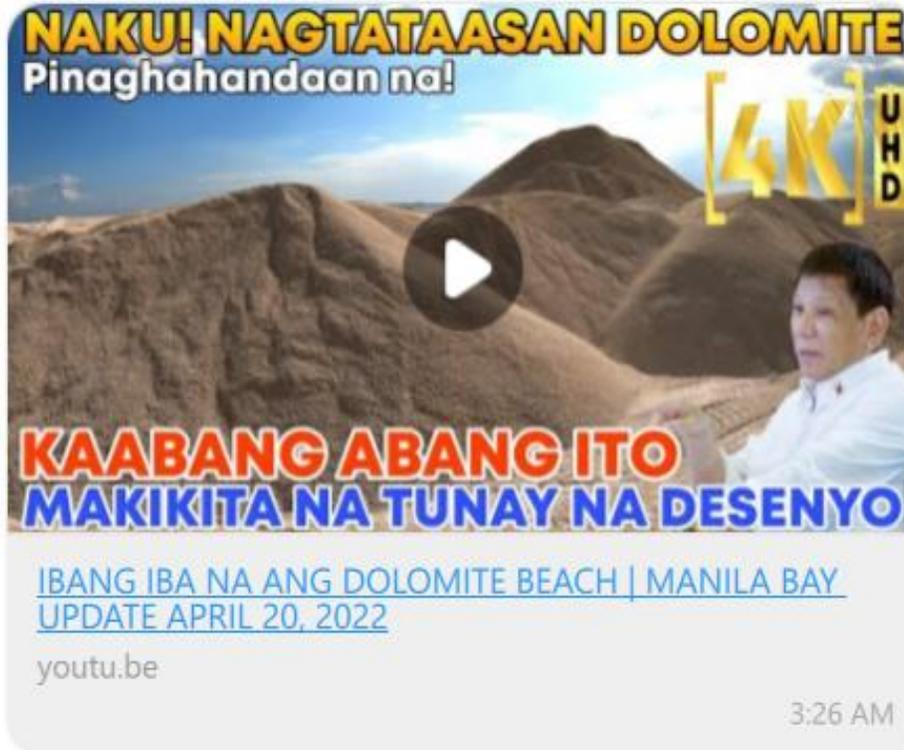 NAKU! NAGTATAASAN DOLOMITE
Pinaghahandaan na!
[4K]
UHD
KAABANG ABANG ITO
MAKIKITA NA TUNAY NA DESENYO
IBANG IBA NA ANG DOLOMITE BEACH | MANILA BAY
UPDATE APRIL 20, 2022
youtu.be
3:26 AM